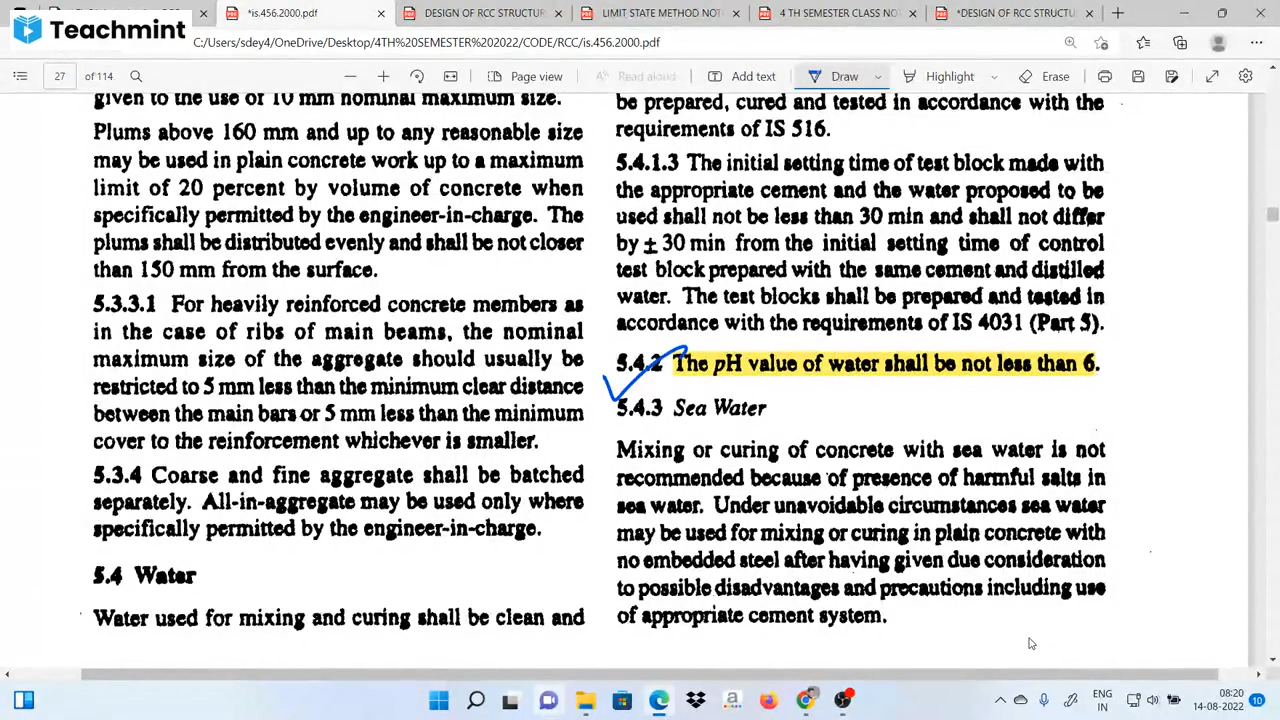 *is.456.2000.pdf
DESIGN OF RCC STRUCTUR
LIMIT STATE METHOD NOT
4 TH SEMESTER CLASS NOT
*DESIGN OF RCC STRUCTU
Teachmint
C:/Users/sdey4/OneDrive/Desktop/4TH%20SEMESTER%202022/CODE/RCC/is.456.2000.pdf
27 of 114
Page view
Read aloud
Add text
Draw
Highlight
Erase
given to the use of 10 mm nominal maximum size.
Plums above 160 mm and up to any reasonable size
may be used in plain concrete work up to a maximum
limit of 20 percent by volume of concrete when
specifically permitted by the engineer-in-charge. The
plums shall be distributed evenly and shall be not closer
than 150 mm from the surface.
5.3.3.1 For heavily reinforced concrete members as
in the case of ribs of main beams, the nominal
maximum size of the aggregate should usually be
restricted to 5 mm less than the minimum clear distance
between the main bars or 5 mm less than the minimum
cover to the reinforcement whichever is smaller.
5.3.4 Coarse and fine aggregate shall be batched
separately. All-in-aggregate may be used only where
specifically permitted by the engineer-in-charge.
5.4 Water
Water used for mixing and curing shall be clean and
be prepared, cured and tested in accordance with the
requirements of IS 516.
5.4.1.3 The initial setting time of test block made with
the appropriate cement and the water proposed to be
used shall not be less than 30 min and shall not differ
by ± 30 min from the initial setting time of control
test block prepared with the same cement and distilled
water. The test blocks shall be prepared and tested in
accordance with the requirements of IS 4031 (Part 5).
5.4.2 The pH value of water shall be not less than 6.
5.4.3 Sea Water
Mixing or curing of concrete with sea water is not
recommended because of presence of harmful salts in
sea water. Under unavoidable circumstances sea water
may be used for mixing or curing in plain concrete with
no embedded steel after having given due consideration
to possible disadvantages and precautions including use
of appropriate cement system.
ENG
IN
08:20
14-08-2022
10